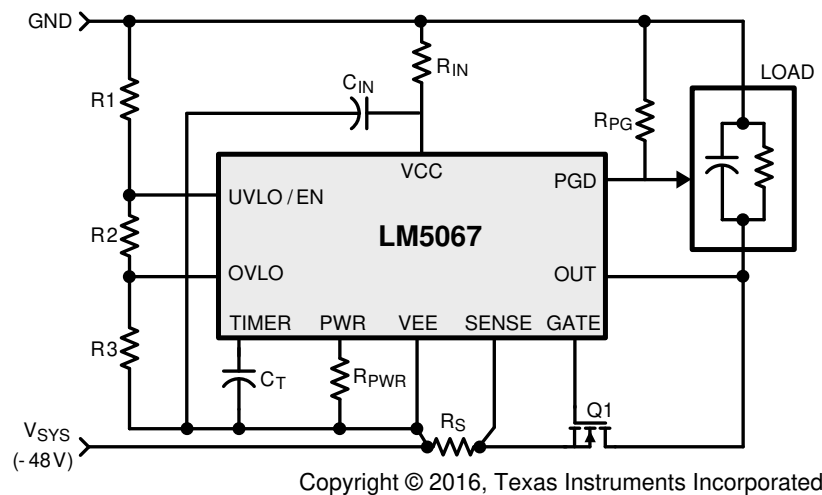 GND
R1
C_IN
R_IN
R_PG
LOAD
VCC
UVLO / EN
PGD
LM5067
R2
OVLO
OUT
TIMER PWR VEE SENSE GATE
R3
C_T
R_PWR
R_S
Q1
V_SYS
(- 48V)
Copyright © 2016, Texas Instruments Incorporated